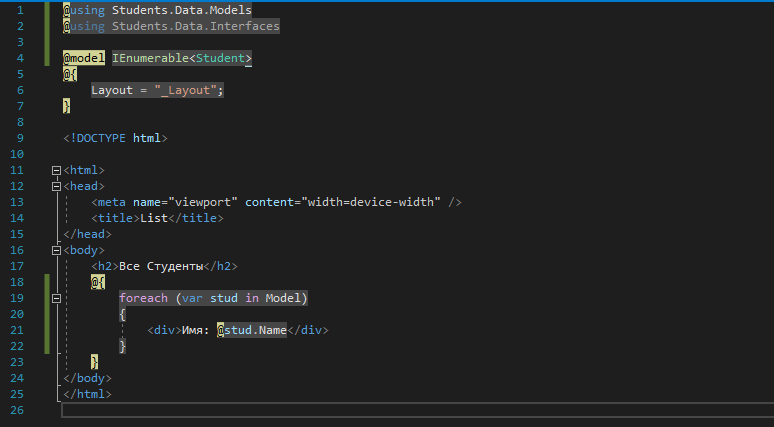 1 @using Students.Data.Models
2 @using Students.Data.Interfaces
3
4 @model IEnumerable<Student>
5 @{
6     Layout = "_Layout";
7 }
8
9 <!DOCTYPE html>
10
11 <html>
12 <head>
13     <meta name="viewport" content="width=device-width" />
14     <title>List</title>
15 </head>
16 <body>
17     <h2>Все Студенты</h2>
18     @{
19         foreach (var stud in Model)
20         {
21             <div>Имя: @stud.Name</div>
22         }
23     }
24 </body>
25 </html>
26